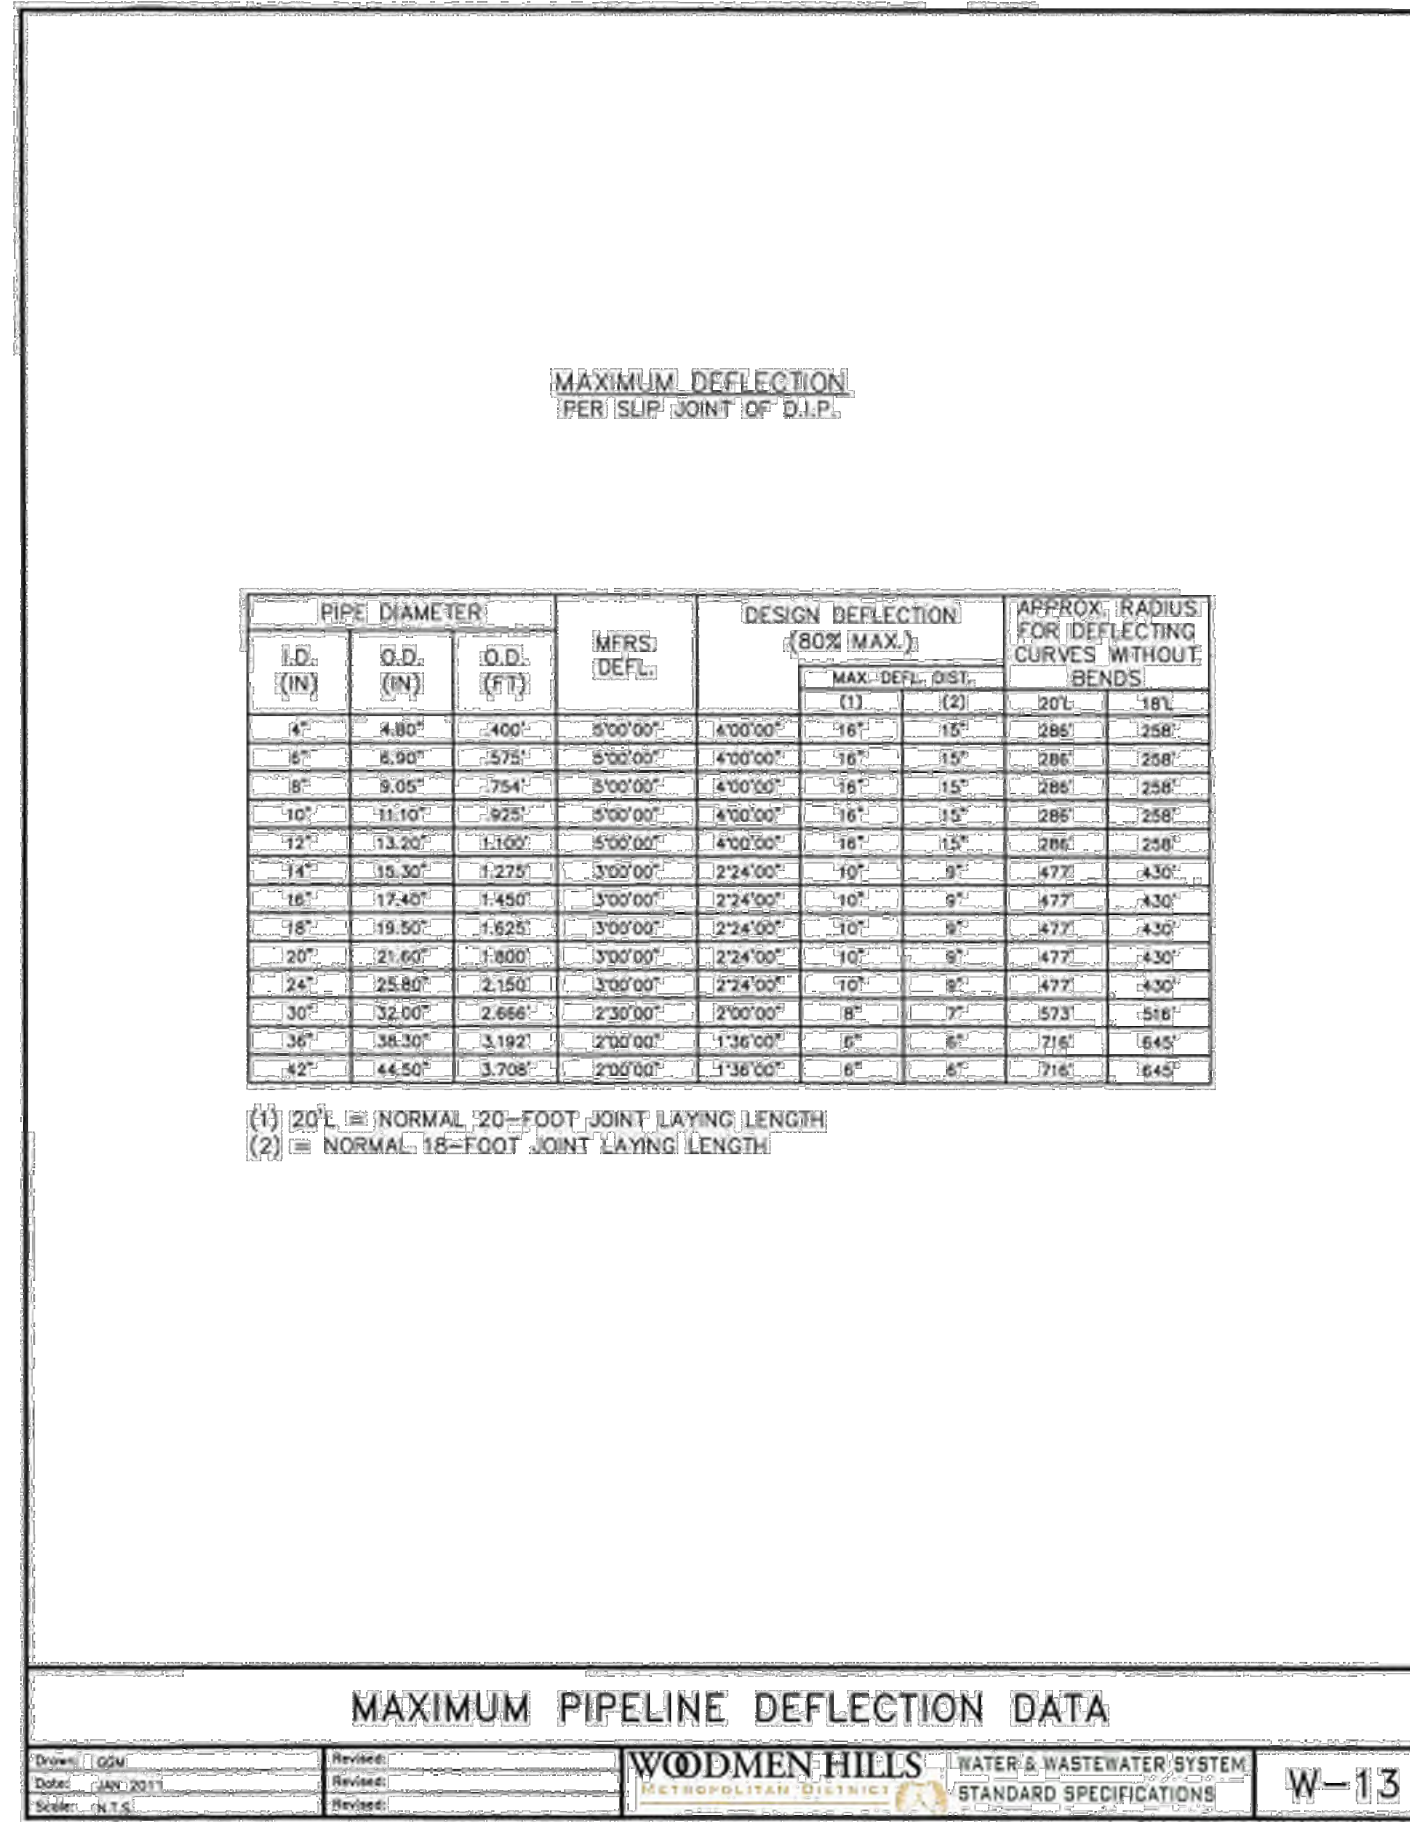 MAXIMUM DEFLECTION
PER SLIP JOINT OF D.I.P.
PIPE DIAMETER MFRS. DEFL. DESIGN DEFLECTION (80% MAX.) APPROX. RADIUS FOR DEFLECTING CURVES WITHOUT BENDS
I.D. (IN) O.D. (IN) O.D. (FT) MAX. DEFL. DIST.
(1) (2) 20'L 18'L
4" 4.80" .400' 5°00'00" 4°00'00" 16" 15" 286' 258'
6" 6.90" .575' 5°00'00" 4°00'00" 16" 15" 286' 258'
8" 9.05" .754' 5°00'00" 4°00'00" 16" 15" 286' 258'
10" 11.10" .925' 5°00'00" 4°00'00" 16" 15" 286' 258'
12" 13.20" 1.100' 5°00'00" 4°00'00" 16" 15" 286' 258'
14" 15.30" 1.275' 3°00'00" 2°24'00" 10" 9" 477' 430'
16" 17.40" 1.450' 3°00'00" 2°24'00" 10" 9" 477' 430'
18" 19.50" 1.625' 3°00'00" 2°24'00" 10" 9" 477' 430'
20" 21.60" 1.800' 3°00'00" 2°24'00" 10" 9" 477' 430'
24" 25.80" 2.150' 3°00'00" 2°24'00" 10" 9" 477' 430'
30" 32.00" 2.666' 2°30'00" 2°00'00" 8" 7" 573' 516'
36" 38.30" 3.192' 2°00'00" 1°36'00" 6" 6" 716' 645'
42" 44.50" 3.708' 2°00'00" 1°36'00" 6" 6" 716' 645'
(1) 20'L = NORMAL 20-FOOT JOINT LAYING LENGTH
(2) = NORMAL 18-FOOT JOINT LAYING LENGTH
MAXIMUM PIPELINE DEFLECTION DATA
Drawn: GGM Revised:
Date: JAN 2011 Revised:
Scale: N.T.S. Revised:
WOODMEN HILLS
METROPOLITAN DISTRICT
WATER & WASTEWATER SYSTEM
STANDARD SPECIFICATIONS
W-13